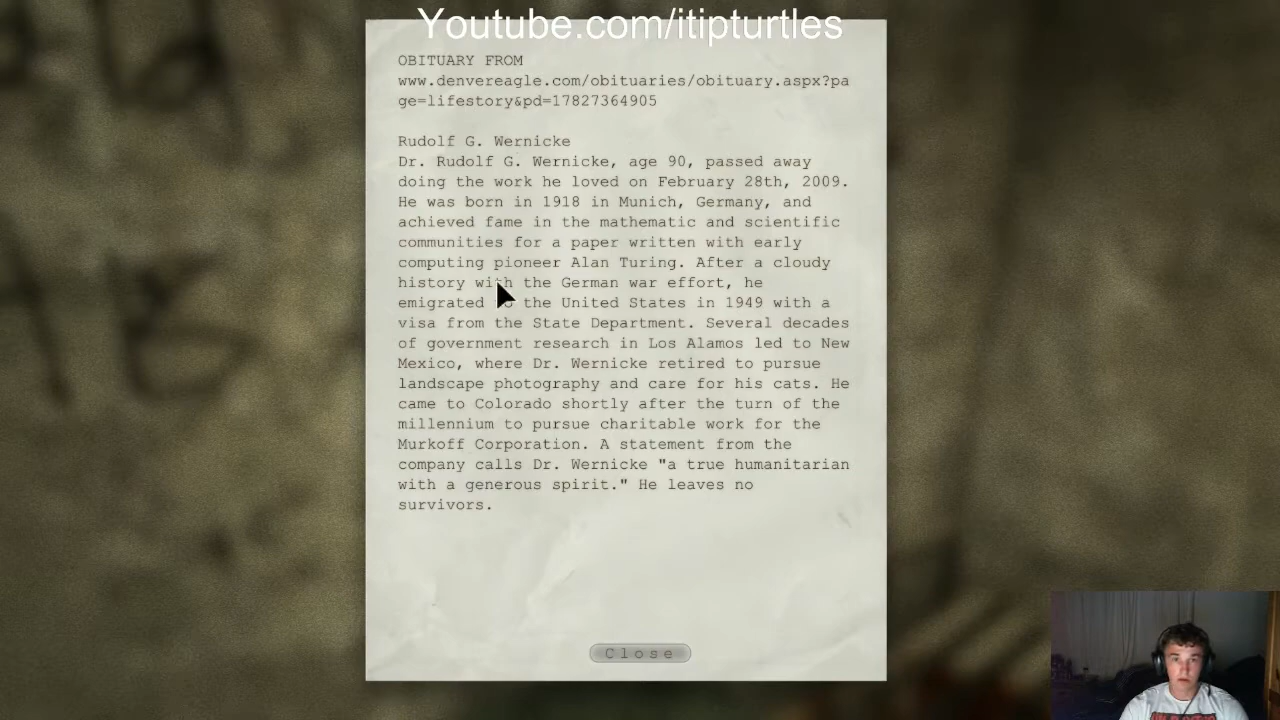 Youtube.com/itipturtles
OBITUARY FROM
www.denvereagle.com/obituaries/obituary.aspx?pa
ge=lifestory&pd=17827364905
Rudolf G. Wernicke
Dr. Rudolf G. Wernicke, age 90, passed away
doing the work he loved on February 28th, 2009.
He was born in 1918 in Munich, Germany, and
achieved fame in the mathematic and scientific
communities for a paper written with early
computing pioneer Alan Turing. After a cloudy
history with the German war effort, he
emigrated to the United States in 1949 with a
visa from the State Department. Several decades
of government research in Los Alamos led to New
Mexico, where Dr. Wernicke retired to pursue
landscape photography and care for his cats. He
came to Colorado shortly after the turn of the
millennium to pursue charitable work for the
Murkoff Corporation. A statement from the
company calls Dr. Wernicke "a true humanitarian
with a generous spirit." He leaves no
survivors.
Close